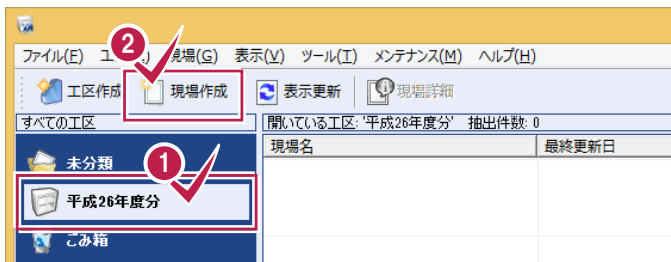 2
ファイル(F) 現場(G) 表示(V) ツール(T) メンテナンス(M) ヘルプ(H)
工区作成 現場作成 表示更新 現場詳細
すべての工区 開いている工区: '平成26年度分' 抽出件数: 0
現場名 最終更新日
未分類
1
平成26年度分
ごみ箱